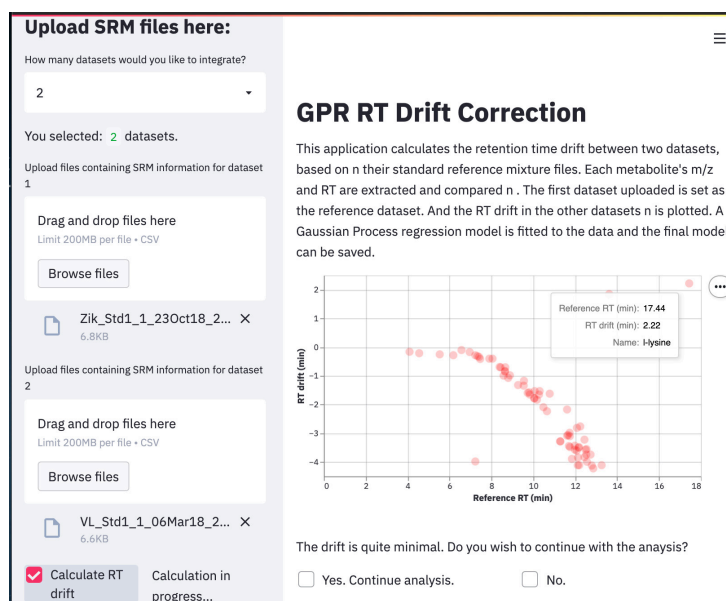 Upload SRM files here:
How many datasets would you like to integrate?
2
You selected: 2 datasets.
Upload files containing SRM information for dataset
1
Drag and drop files here
Limit 200MB per file • CSV
Browse files
Zik_Std1_1_23Oct18_2...
6.8KB
Upload files containing SRM information for dataset
2
Drag and drop files here
Limit 200MB per file • CSV
Browse files
VL_Std1_1_06Mar18_2...
6.6KB
Calculate RT
drift
Calculation in
progress...
GPR RT Drift Correction
This application calculates the retention time drift between two datasets,
based on n their standard reference mixture files. Each metabolite's m/z
and RT are extracted and compared n . The first dataset uploaded is set as
the reference dataset. And the RT drift in the other datasets n is plotted. A
Gaussian Process regression model is fitted to the data and the final mode
can be saved.
RT drift (min)
2
1
0
−1
−2
−3
−4
Reference RT (min): 17.44
RT drift (min): 2.22
Name: l-lysine
0 2 4 6 8 10 12 14 16 18
Reference RT (min)
The drift is quite minimal. Do you wish to continue with the anaysis?
Yes. Continue analysis.
No.